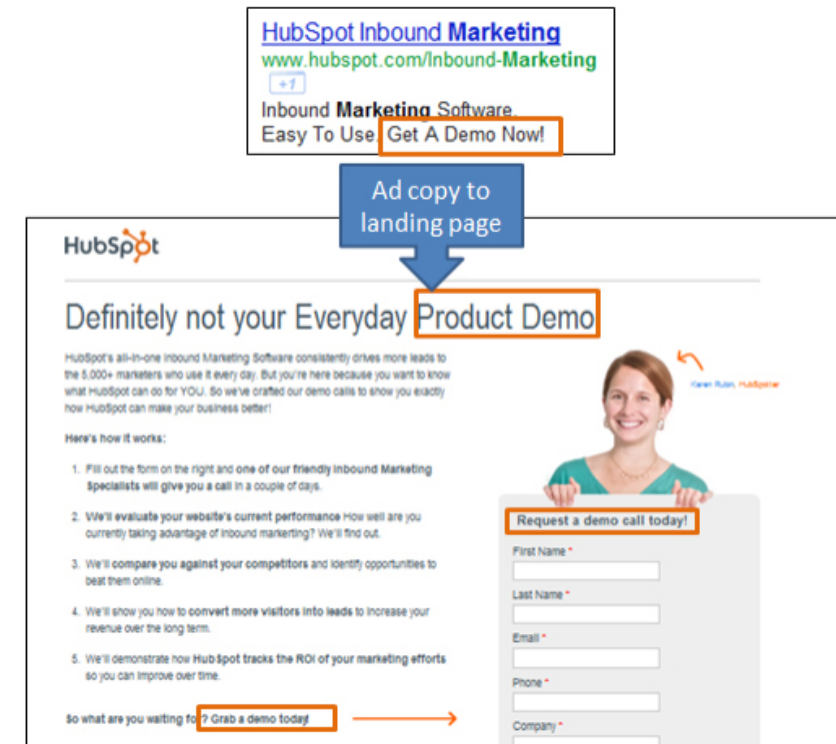 HubSpot Inbound Marketing
www.hubspot.com/Inbound-Marketing
+1
Inbound Marketing Software.
Easy To Use. Get A Demo Now!
Ad copy to
landing page
HubSpot
Definitely not your Everyday Product Demo
HubSpot's all-in-one Inbound Marketing Software consistently drives more leads to
the 5,000+ marketers who use it every day. But you're here because you want to know
what HubSpot can do for YOU. So we've crafted our demo calls to show you exactly
how HubSpot can make your business better!
Karen Rubin, HubSpotter
Here's how it works:
1. Fill out the form on the right and one of our friendly Inbound Marketing
Specialists will give you a call in a couple of days.
2. We'll evaluate your website's current performance How well are you
currently taking advantage of inbound markerting? We'll find out.
3. We'll compare you against your competitors and identify opportunities to
beat them online.
4. We'll show you how to convert more visitors into leads to increase your
revenue over the long term.
5. We'll demonstrate how HubSpot tracks the ROI of your marketing efforts
so you can improve over time.
So what are you waiting for? Grab a demo today!
Request a demo call today!
First Name *
Last Name *
Email *
Phone *
Company *